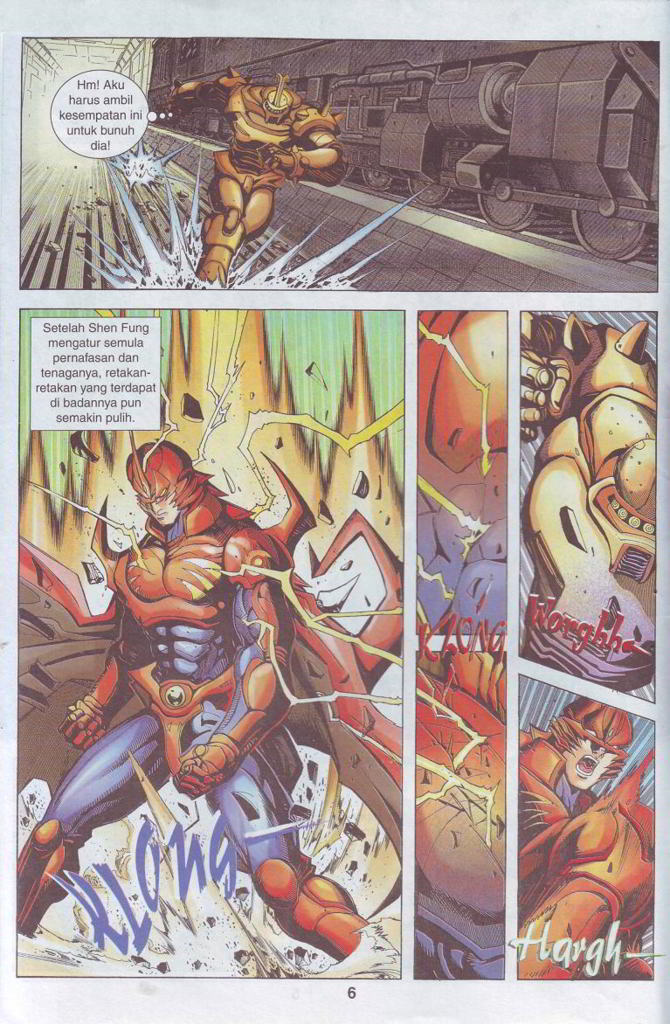 Hm! Aku
harus ambil
kesempatan ini
untuk bunuh
dia!
Setelah Shen Fung
mengatur semula
pernafasan dan
tenaganya, retakan-
retakan yang terdapat
di badannya pun
semakin pulih.
KLONG
KLONG
Worghh
Hargh
6